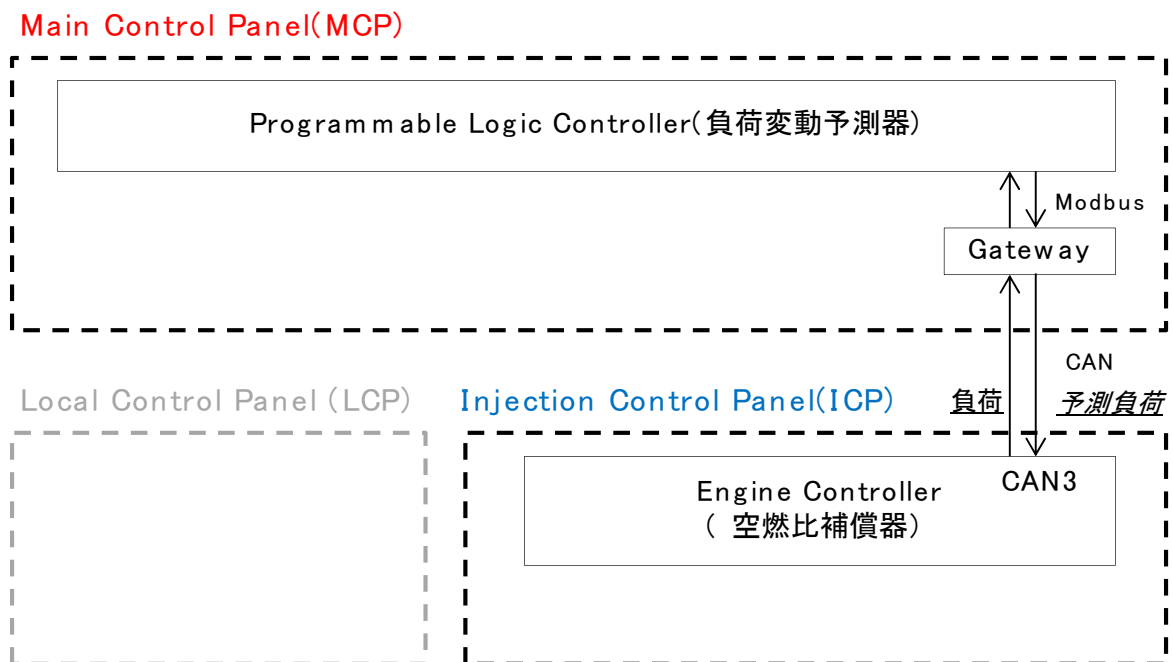 Main Control Panel(MCP)
Programmable Logic Controller(負荷変動予測器)
Modbus
Gateway
CAN
Local Control Panel (LCP)
Injection Control Panel(ICP)
負荷
予測負荷
CAN3
Engine Controller
( 空燃比補償器)